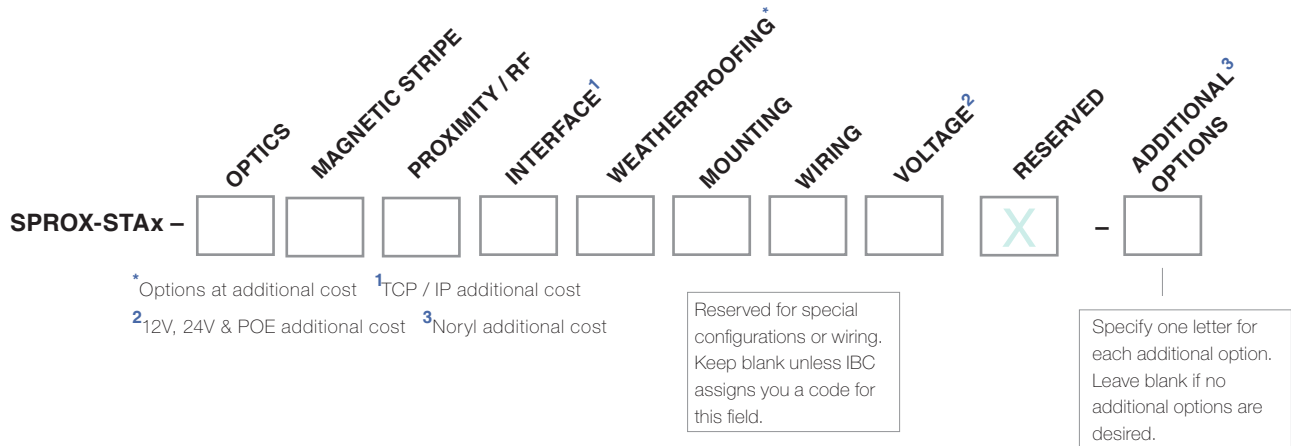 OPTICS
MAGNETIC STRIPE
PROXIMITY / RF
INTERFACE1
WEATHERPROOFING*
MOUNTING
WIRING
VOLTAGE2
RESERVED
ADDITIONAL3
OPTIONS
SPROX-STAx –
X
–
*Options at additional cost 1TCP / IP additional cost
212V, 24V & POE additional cost 3Noryl additional cost
Reserved for special
configurations or wiring.
Keep blank unless IBC
assigns you a code for
this field.
Specify one letter for
each additional option.
Leave blank if no
additional options are
desired.